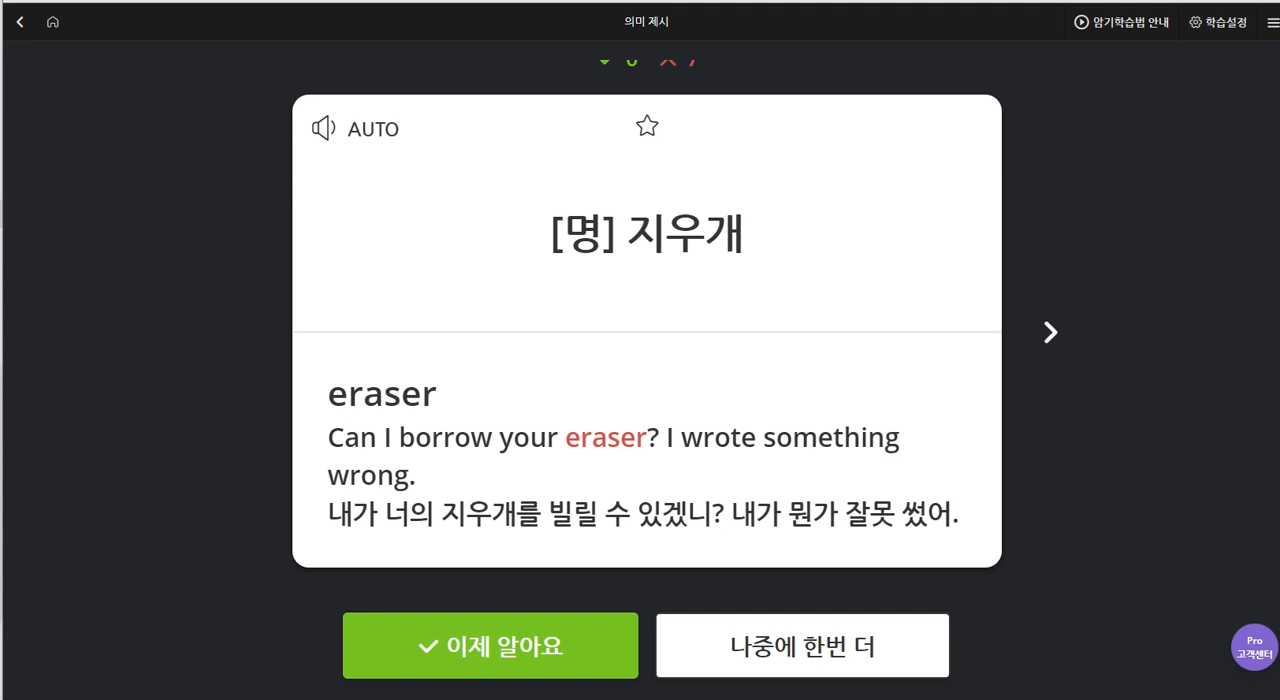 의미 제시
암기학습법 안내
학습설정
AUTO
[명] 지우개
eraser
Can I borrow your eraser? I wrote something
wrong.
내가 너의 지우개를 빌릴 수 있겠니? 내가 뭔가 잘못 썼어.
이제 알아요
나중에 한번 더
Pro
고객센터